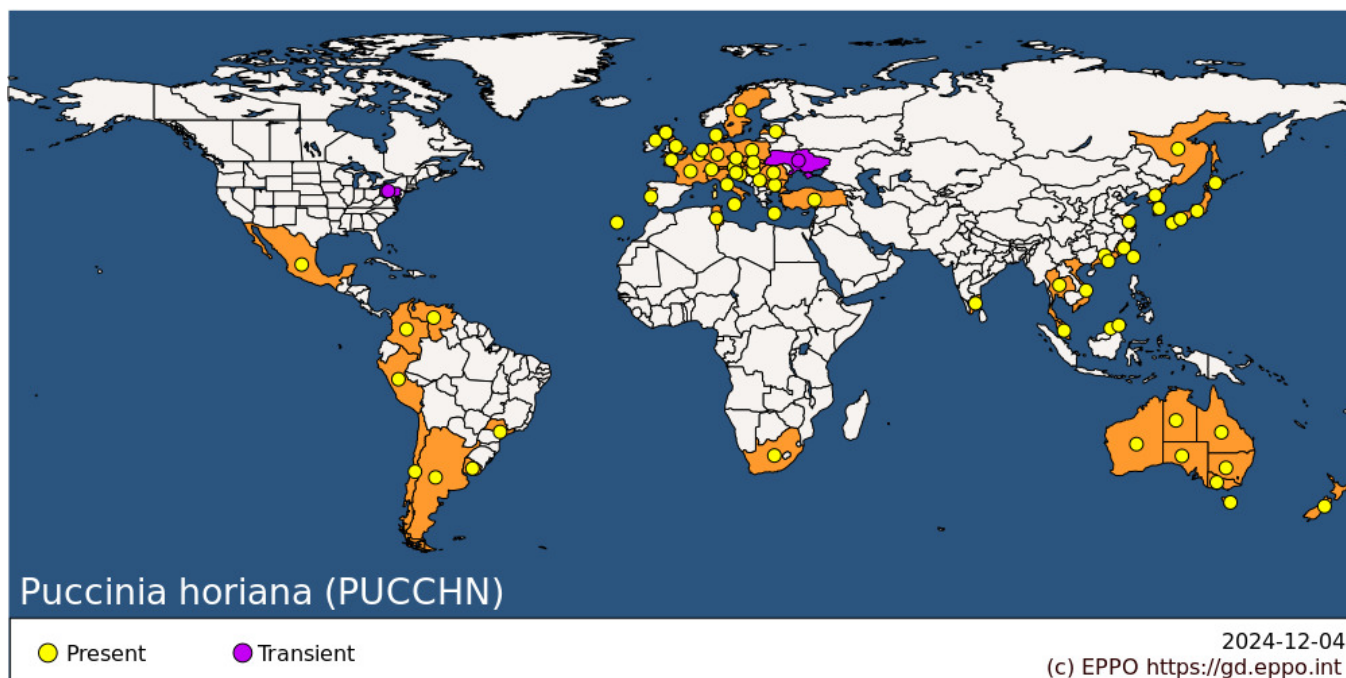 Puccinia horiana (PUCCHN)
Present
Transient
2024-12-04
(c) EPPO https://gd.eppo.int